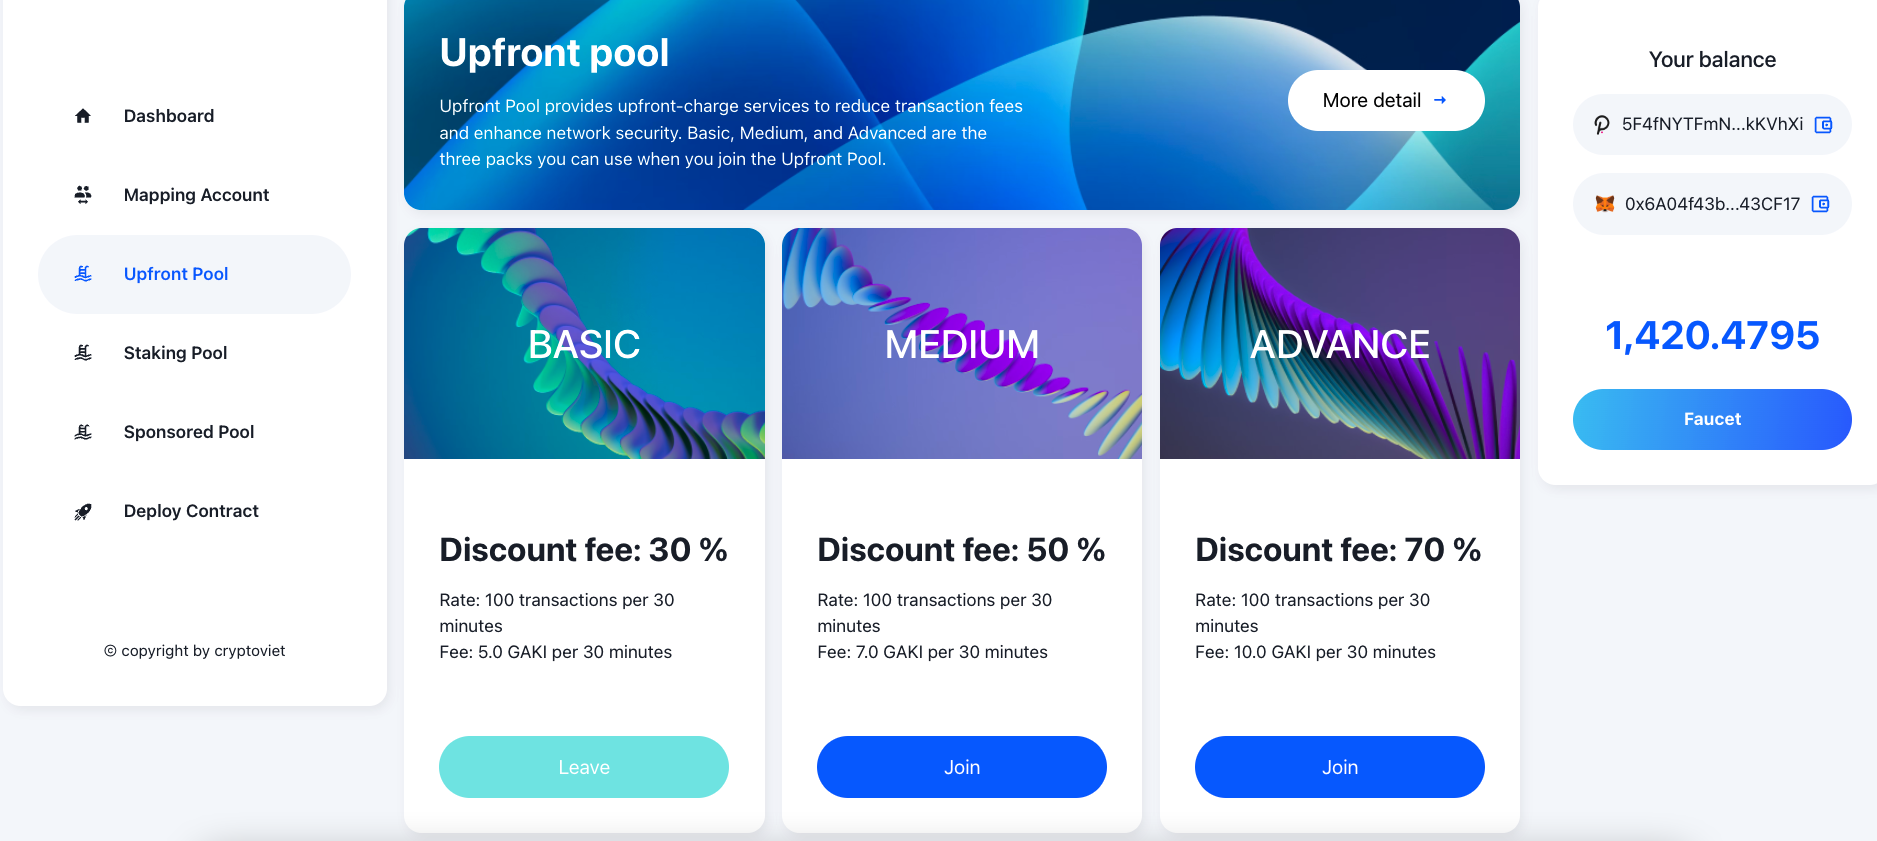 Dashboard
Mapping Account
Upfront Pool
Staking Pool
Sponsored Pool
Deploy Contract
© copyright by cryptoviet
Upfront pool
Upfront Pool provides upfront-charge services to reduce transaction fees
and enhance network security. Basic, Medium, and Advanced are the
three packs you can use when you join the Upfront Pool.
More detail →
BASIC
Discount fee: 30 %
Rate: 100 transactions per 30
minutes
Fee: 5.0 GAKI per 30 minutes
Leave
MEDIUM
Discount fee: 50 %
Rate: 100 transactions per 30
minutes
Fee: 7.0 GAKI per 30 minutes
Join
ADVANCE
Discount fee: 70 %
Rate: 100 transactions per 30
minutes
Fee: 10.0 GAKI per 30 minutes
Join
Your balance
5F4fNYTFmN...kKVhXi
0x6A04f43b...43CF17
1,420.4795
Faucet